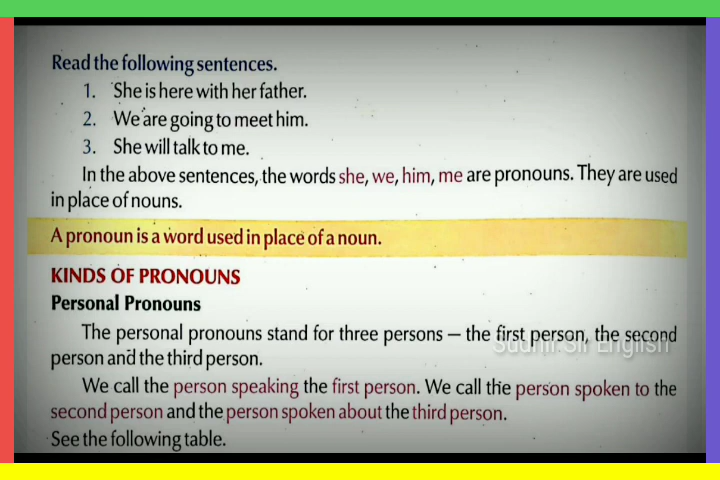 Read the following sentences.
1. She is here with her father.
2. We are going to meet him.
3. She will talk to me.
In the above sentences, the words she, we, him, me are pronouns. They are used
in place of nouns.
A pronoun is a word used in place of a noun.
KINDS OF PRONOUNS
Personal Pronouns
The personal pronouns stand for three persons — the first person, the second
Sudhir Sir English
person and the third person.
We call the person speaking the first person. We call the person spoken to the
second person and the person spoken about the third person.
See the following table.